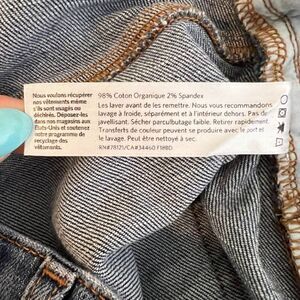 Nous voulons récupérer
nos vêtements même
s'ils sont usagés ou
déchirés. Déposez-les
dans nos magasins aux
États-Unis et soutenez
notre programme de
recyclage des
vêtements.
98% Coton Organique 2% Spandex
Les laver avant de les remettre. Nous vous recommandons
lavage à froide, séparément et à l'intérieur dehors. Pas de
javellisant. Sécher parculbutage faible. Retirer rapidement.
Transferts de couleur peuvent se produire avec le port et
le lavage. Peut être nettoyé à sec.
RN#78121/CA#34460 F18BD